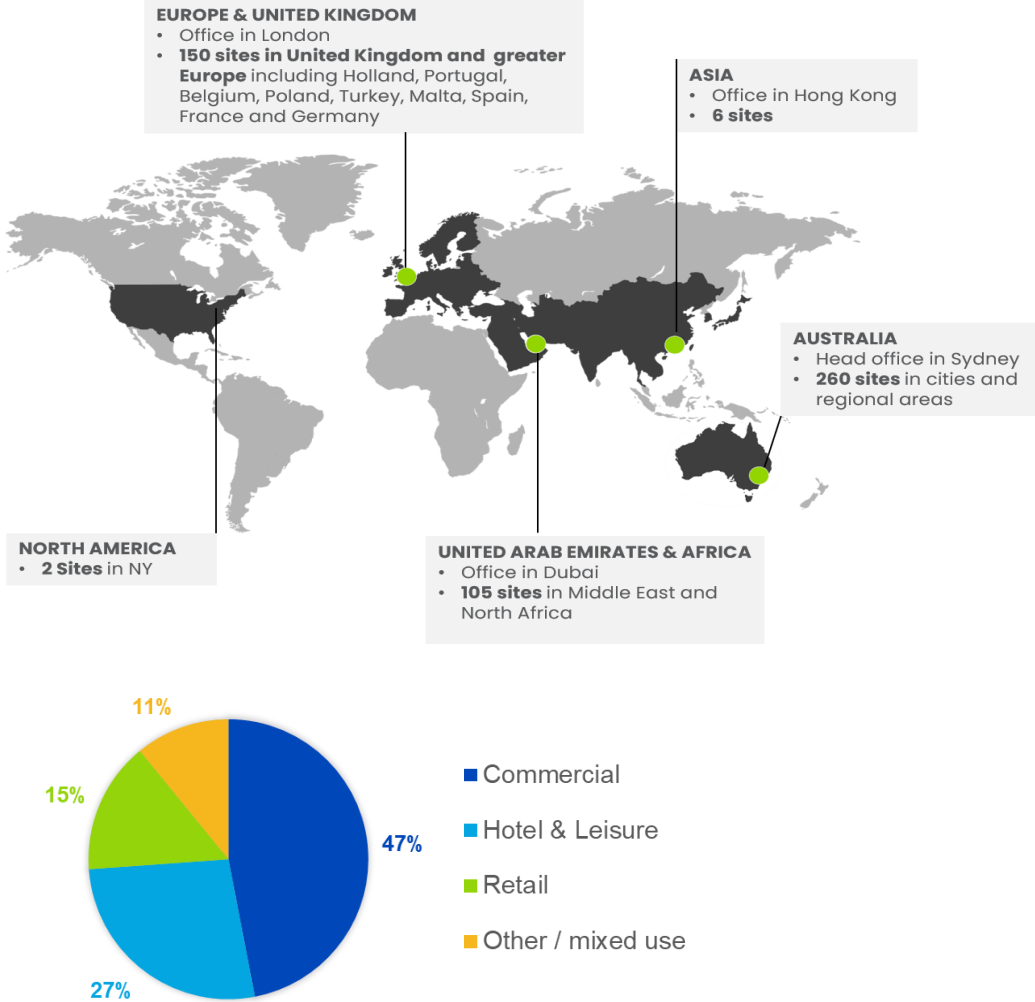 EUROPE & UNITED KINGDOM
• Office in London
• 150 sites in United Kingdom and greater
Europe including Holland, Portugal,
Belgium, Poland, Turkey, Malta, Spain,
France and Germany
ASIA
• Office in Hong Kong
• 6 sites
AUSTRALIA
• Head office in Sydney
• 260 sites in cities and
regional areas
NORTH AMERICA
• 2 Sites in NY
UNITED ARAB EMIRATES & AFRICA
• Office in Dubai
• 105 sites in Middle East and
North Africa
11%
15%
47%
27%
Commercial
Hotel & Leisure
Retail
Other / mixed use